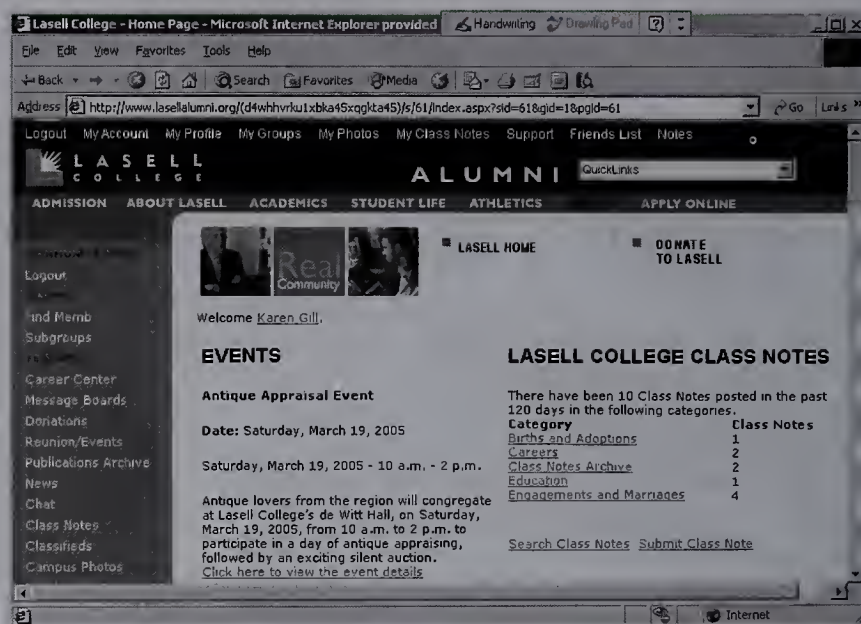 Lasell College - Home Page - Microsoft Internet Explorer provided
Handwriting Drawing Pad
File Edit View Favorites Tools Help
Back Search Favorites Media
Address http://www.lasellalumni.org/(d4whhvrku1xbka45xqgkta45)/s/61/index.aspx?sid=61&gid=1&pgid=61 Go Links »
Logout My Account My Profile My Groups My Photos My Class Notes Support Friends List Notes
LASELL
COLLEGE
ALUMNI
QuickLinks
ADMISSION ABOUT LASELL ACADEMICS STUDENT LIFE ATHLETICS APPLY ONLINE
Logout
Subgroups
Career Center
Message Boards
Donations
Reunion/Events
Publications Archive
News
Chat
Class Notes
Classifieds
Campus Photos
Real
Community
LASELL HOME
DONATE
TO LASELL
Welcome Karen Gill.
EVENTS
Antique Appraisal Event
Date: Saturday, March 19, 2005
Saturday, March 19, 2005 - 10 a.m. - 2 p.m.
Antique lovers from the region will congregate
at Lasell College's de Witt Hall, on Saturday,
March 19, 2005, from 10 a.m. to 2 p.m. to
participate in a day of antique appraising,
followed by an exciting silent auction.
Click here to view the event details
LASELL COLLEGE CLASS NOTES
There have been 10 Class Notes posted in the past
120 days in the following categories.
Category Class Notes
Births and Adoptions 1
Careers 2
Class Notes Archive 2
Education 1
Engagements and Marriages 4
Search Class Notes Submit Class Note
Internet